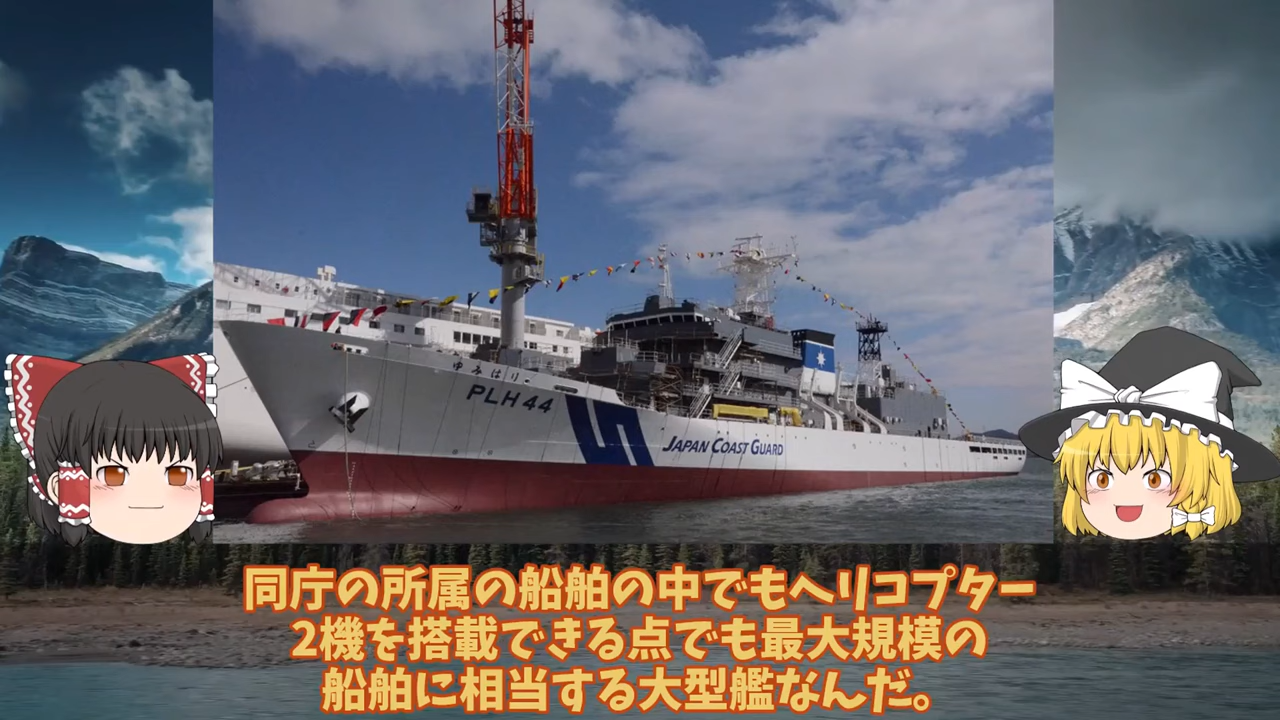 ゆみはり
PLH 44
JAPAN COAST GUARD
同庁の所属の船舶の中でもヘリコプター
2機を搭載できる点でも最大規模の
船舶に相当する大型艦なんだ。